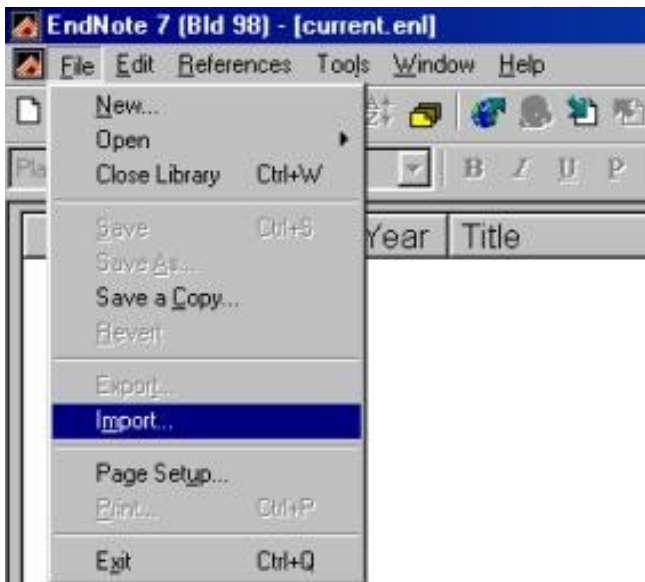 EndNote 7 (Bld 98) - [current.enl]
File Edit References Tools Window Help
New...
Open
Close Library Ctrl+W
B I U P
Save Ctrl+S
Year Title
Save As...
Save a Copy...
Revert
Export...
Import...
Page Setup...
Print... Ctrl+P
Exit Ctrl+Q